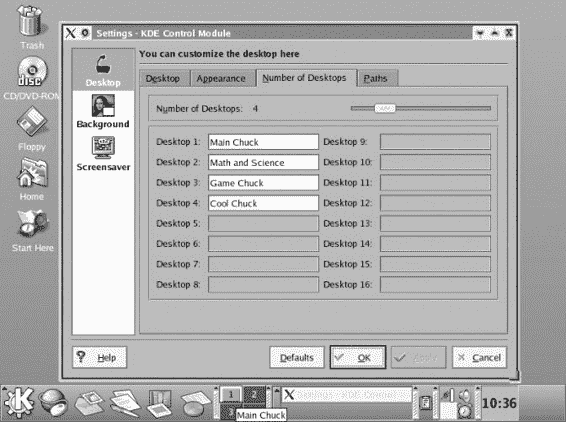 Settings - KDE Control Module
Trash
CD/DVD-ROM
Floppy
Home
Start Here
Desktop
Background
Screensaver
You can customize the desktop here
Desktop Appearance Number of Desktops Paths
Number of Desktops: 4
Desktop 1: Main Chuck Desktop 9:
Desktop 2: Math and Science Desktop 10:
Desktop 3: Game Chuck Desktop 11:
Desktop 4: Cool Chuck Desktop 12:
Desktop 5: Desktop 13:
Desktop 6: Desktop 14:
Desktop 7: Desktop 15:
Desktop 8: Desktop 16:
? Help Defaults OK Apply Cancel
1 2 Settings - KDE Control
3 Main Chuck
10:36